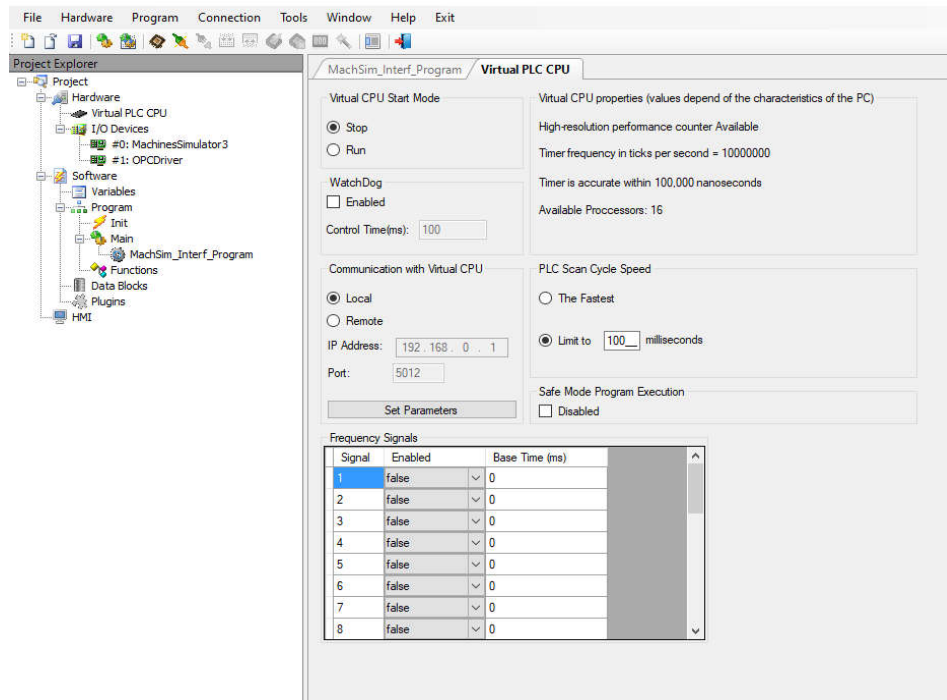 File Hardware Program Connection Tools Window Help Exit
Project Explorer
Project
Hardware
Virtual PLC CPU
I/O Devices
#0: MachinesSimulator3
#1: OPCDriver
Software
Variables
Program
Init
Main
MachSim_Interf_Program
Functions
Data Blocks
Plugins
HMI
MachSim_Interf_Program Virtual PLC CPU
Virtual CPU Start Mode
Stop
Run
WatchDog
Enabled
Control Time(ms): 100
Communication with Virtual CPU
Local
Remote
IP Address: 192 . 168 . 0 . 1
Port: 5012
Set Parameters
Virtual CPU properties (values depend of the characteristics of the PC)
High-resolution performance counter Available
Timer frequency in ticks per second = 10000000
Timer is accurate within 100,000 nanoseconds
Available Proccessors: 16
PLC Scan Cycle Speed
The Fastest
Limit to 100__ milliseconds
Safe Mode Program Execution
Disabled
Frequency Signals
Signal Enabled Base Time (ms)
1 false 0
2 false 0
3 false 0
4 false 0
5 false 0
6 false 0
7 false 0
8 false 0